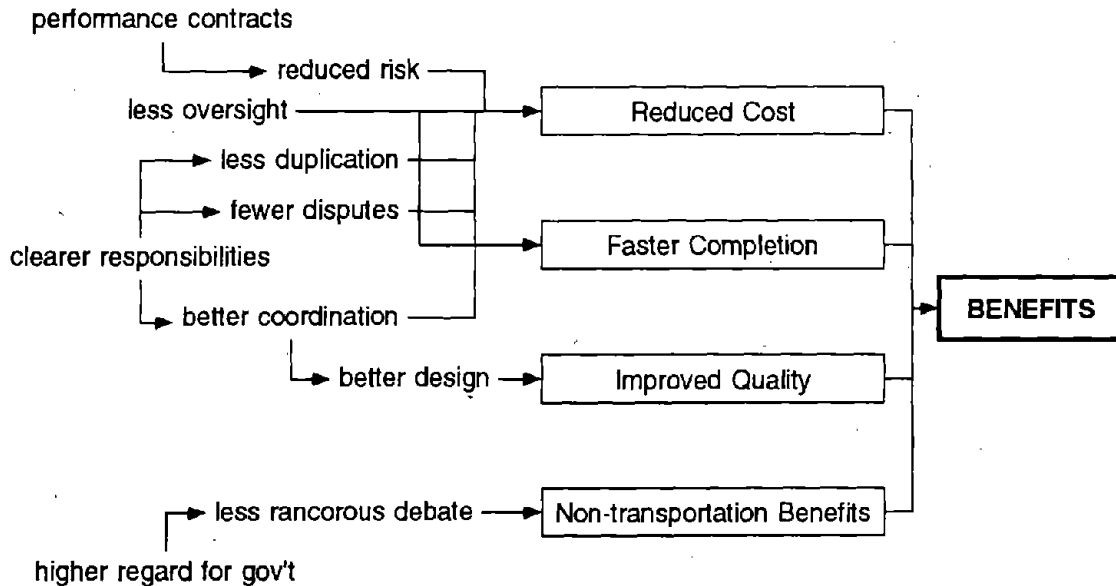 performance contracts
reduced risk
less oversight
Reduced Cost
less duplication
fewer disputes
clearer responsibilities
Faster Completion
better coordination
BENEFITS
better design
Improved Quality
less rancorous debate
Non-transportation Benefits
higher regard for gov't